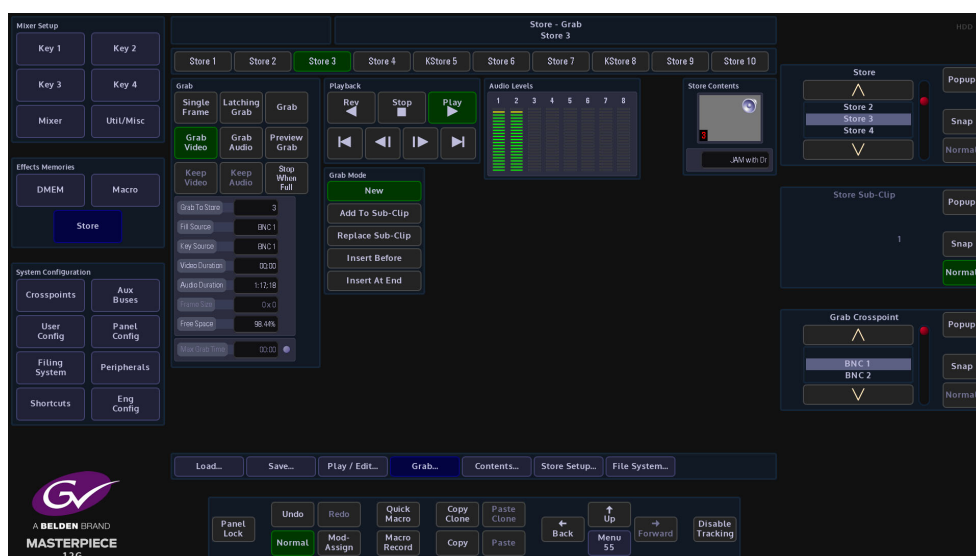 Mixer Setup
Key 1
Key 2
Key 3
Key 4
Mixer
Util/Misc
Effects Memories
DMEM
Macro
Store
System Configuration
Crosspoints
Aux
Buses
User
Config
Panel
Config
Filing
System
Peripherals
Shortcuts
Eng
Config
GV
A BELDEN BRAND
MASTERPIECE
12G
Store - Grab
Store 3
HDD
Store 1
Store 2
Store 3
Store 4
KStore 5
Store 6
Store 7
KStore 8
Store 9
Store 10
Grab
Single
Frame
Latching
Grab
Grab
Grab
Video
Grab
Audio
Preview
Grab
Keep
Video
Keep
Audio
Stop
When
Full
Grab To Store
3
Fill Source
BNC 1
Key Source
BNC 1
Video Duration
00:00
Audio Duration
1:17;18
Frame Size
0 x 0
Free Space
98.44%
Max Grab Time
00:00
Playback
Rev
Stop
Play
Grab Mode
New
Add To Sub-Clip
Replace Sub-Clip
Insert Before
Insert At End
Audio Levels
1 2 3 4 5 6 7 8
Store Contents
3
JAM with Dr
Store
Store 2
Store 3
Store 4
Popup
Snap
Normal
Store Sub-Clip
1
Popup
Snap
Normal
Grab Crosspoint
BNC 1
BNC 2
Popup
Snap
Normal
Load...
Save...
Play / Edit...
Grab...
Contents...
Store Setup...
File System...
Panel
Lock
Undo
Redo
Normal
Mod-
Assign
Quick
Macro
Macro
Record
Copy
Clone
Paste
Clone
Copy
Paste
Back
Up
Menu
55
Forward
Disable
Tracking